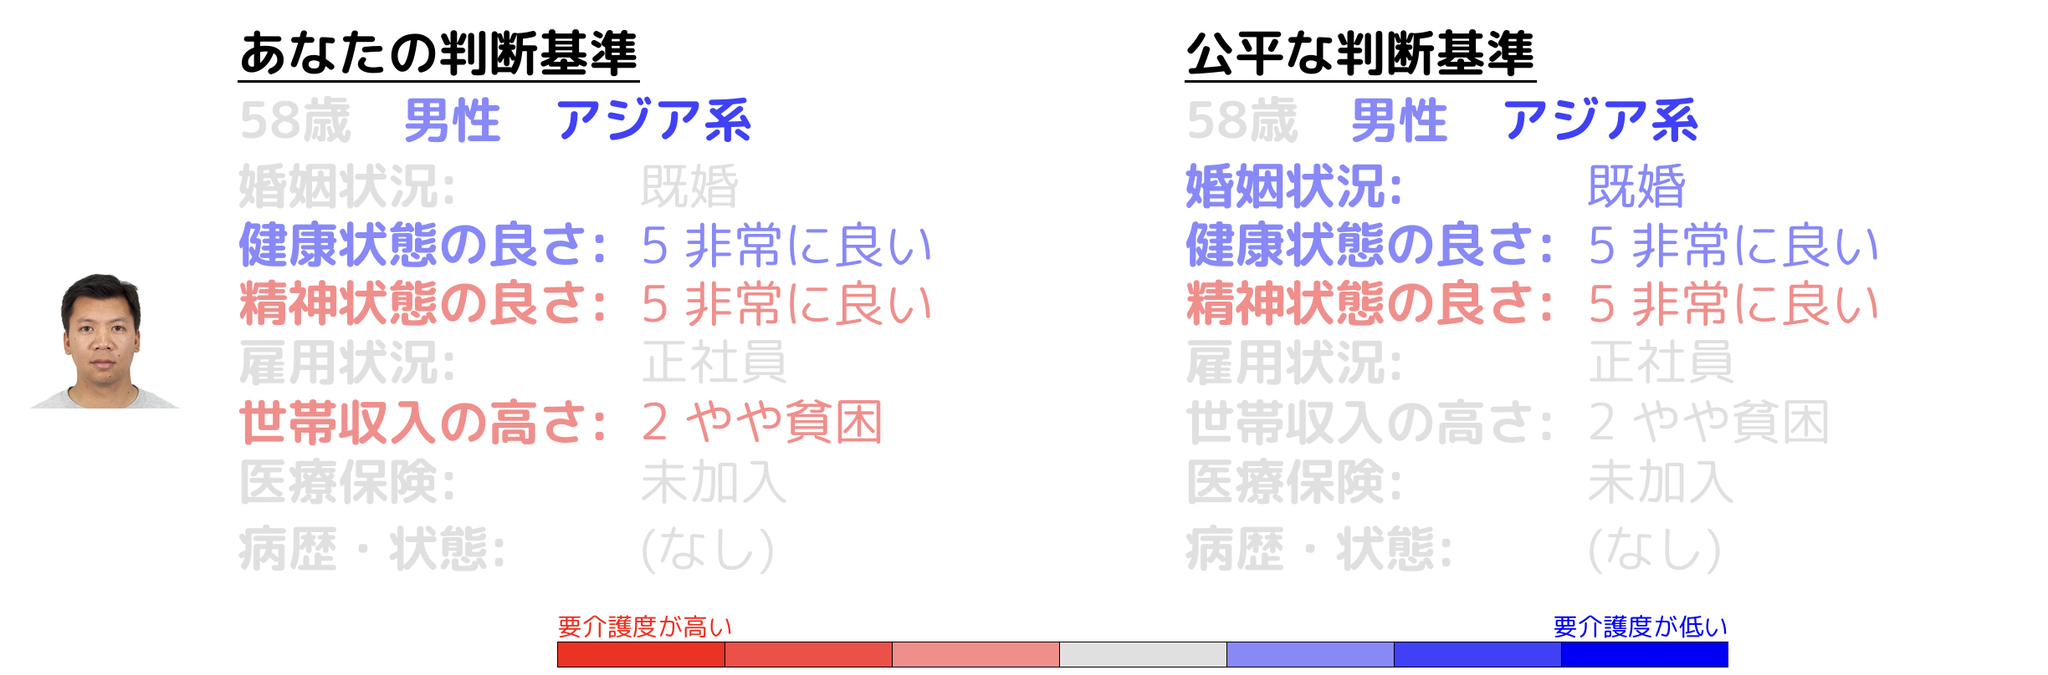 あなたの判断基準
58歳 男性 アジア系
婚姻状況: 既婚
健康状態の良さ: 5 非常に良い
精神状態の良さ: 5 非常に良い
雇用状況: 正社員
世帯収入の高さ: 2 やや貧困
医療保険: 未加入
病歴・状態: (なし)
公平な判断基準
58歳 男性 アジア系
婚姻状況: 既婚
健康状態の良さ: 5 非常に良い
精神状態の良さ: 5 非常に良い
雇用状況: 正社員
世帯収入の高さ: 2 やや貧困
医療保険: 未加入
病歴・状態: (なし)
要介護度が高い
要介護度が低い